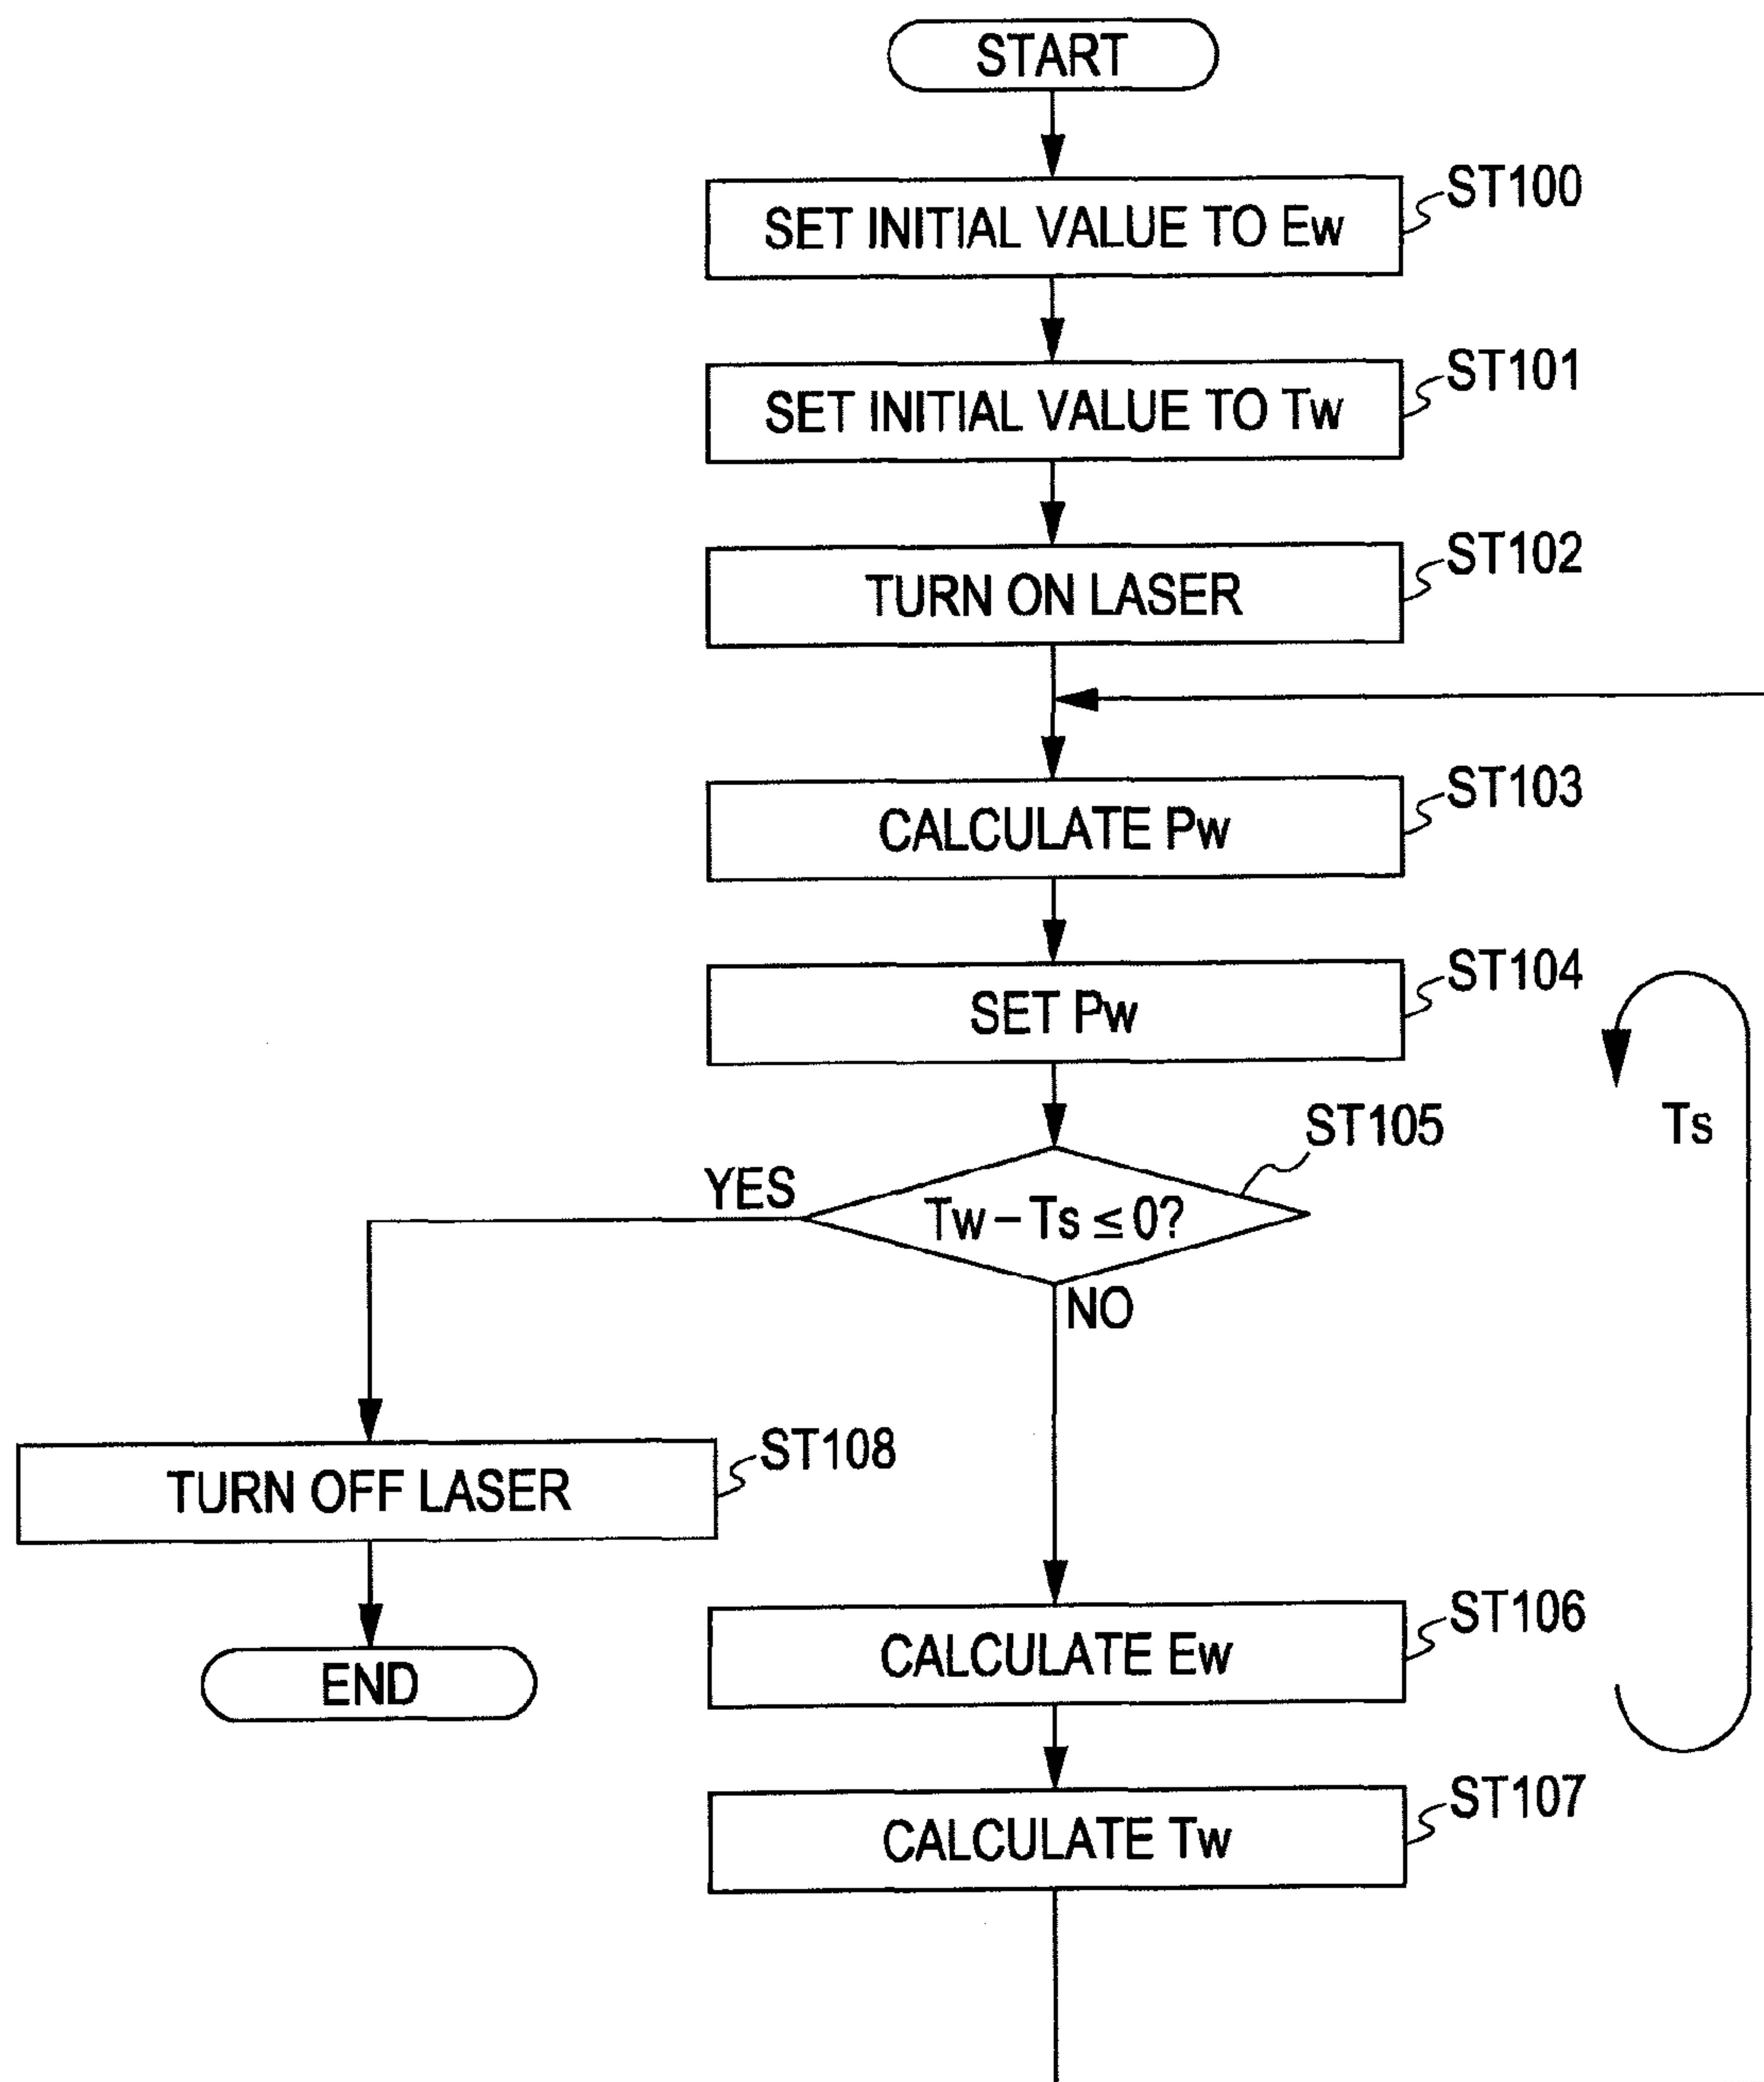 START
SET INITIAL VALUE TO Ew
ST100
SET INITIAL VALUE TO Tw
ST101
TURN ON LASER
ST102
CALCULATE Pw
ST103
SET Pw
ST104
Ts
ST105
YES
Tw – Ts ≤ 0?
NO
TURN OFF LASER
ST108
END
CALCULATE Ew
ST106
CALCULATE Tw
ST107